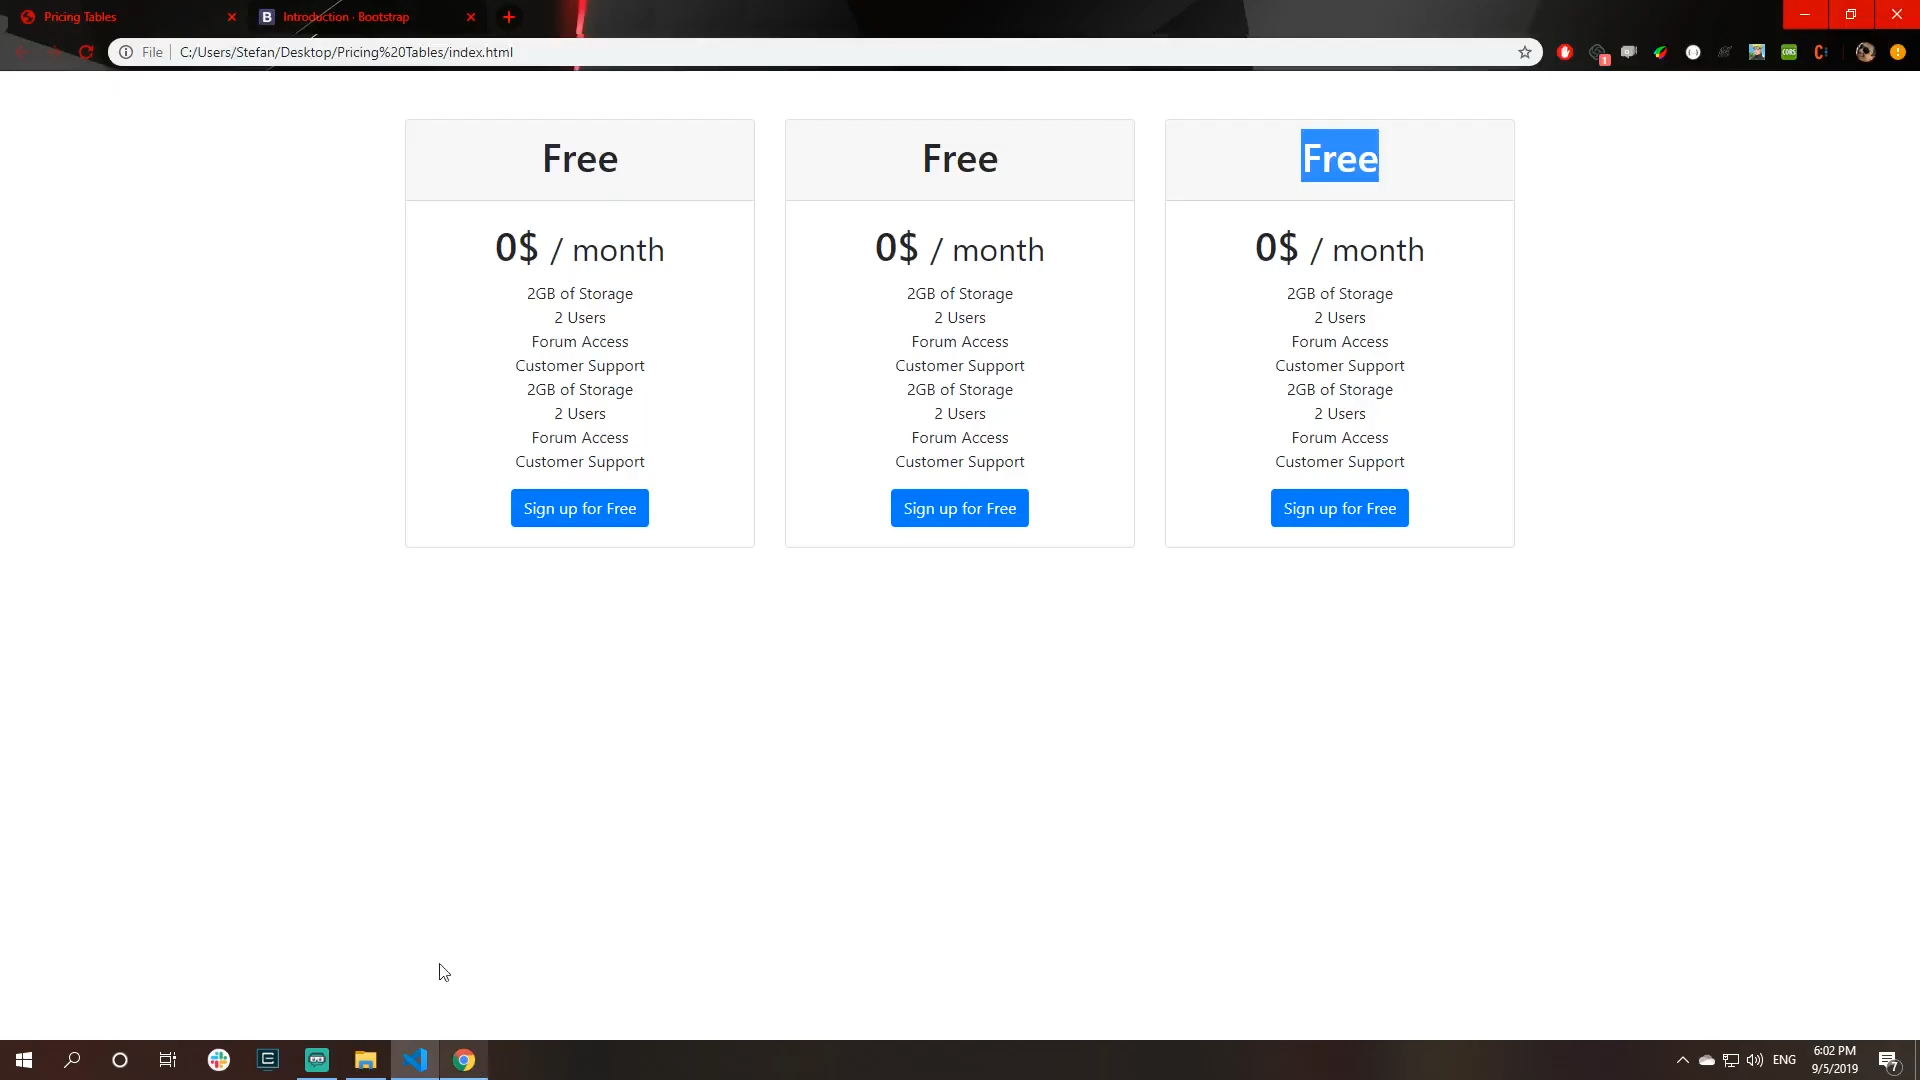 Pricing Tables
B Introduction · Bootstrap
File C:/Users/Stefan/Desktop/Pricing%20Tables/index.html
1
CORS
Free
0$ / month
2GB of Storage
2 Users
Forum Access
Customer Support
2GB of Storage
2 Users
Forum Access
Customer Support
Sign up for Free
Free
0$ / month
2GB of Storage
2 Users
Forum Access
Customer Support
2GB of Storage
2 Users
Forum Access
Customer Support
Sign up for Free
Free
0$ / month
2GB of Storage
2 Users
Forum Access
Customer Support
2GB of Storage
2 Users
Forum Access
Customer Support
Sign up for Free
ENG
6:02 PM
9/5/2019
7